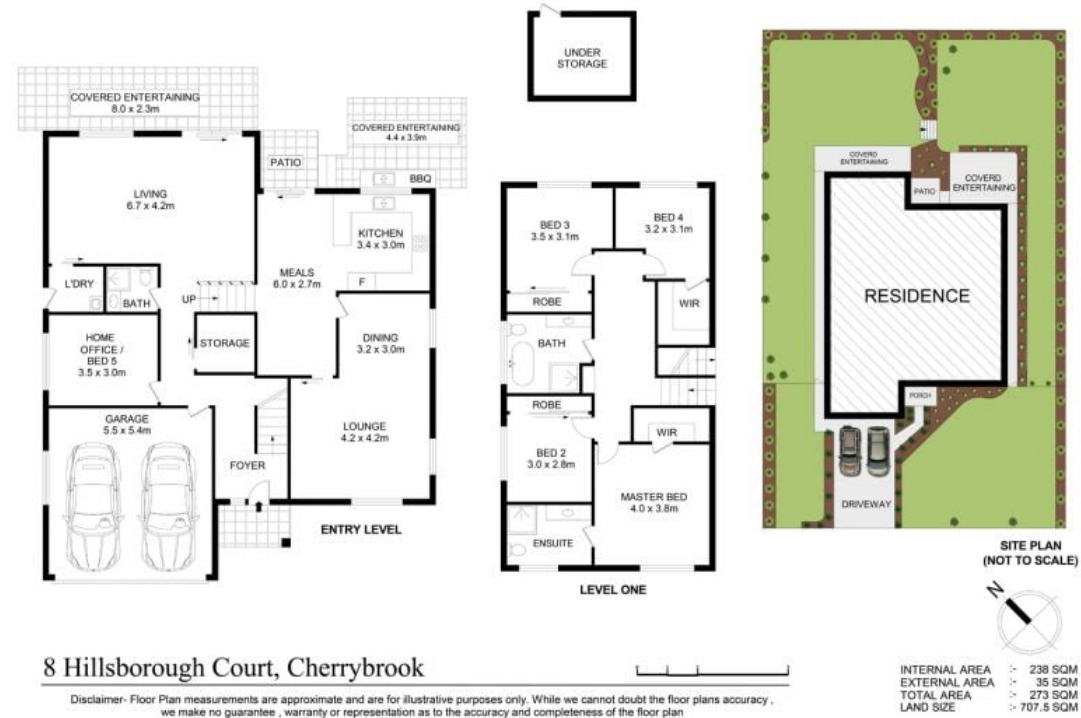 UNDER
STORAGE
COVERED ENTERTAINING
8.0 x 2.3m
COVERED ENTERTAINING
4.4 x 3.9m
PATIO
BBQ
LIVING
6.7 x 4.2m
KITCHEN
3.4 x 3.0m
F
MEALS
6.0 x 2.7m
L'DRY
BATH
UP
HOME
OFFICE /
BED 5
3.5 x 3.0m
STORAGE
DINING
3.2 x 3.0m
GARAGE
5.5 x 5.4m
LOUNGE
4.2 x 4.2m
FOYER
ENTRY LEVEL
BED 3
3.5 x 3.1m
BED 4
3.2 x 3.1m
ROBE
WIR
BATH
ROBE
WIR
BED 2
3.0 x 2.8m
MASTER BED
4.0 x 3.8m
ENSUITE
LEVEL ONE
COVERD
ENTERTAINING
PATIO
COVERD
ENTERTAINING
RESIDENCE
PORCH
DRIVEWAY
SITE PLAN
(NOT TO SCALE)
N
8 Hillsborough Court, Cherrybrook
Disclaimer- Floor Plan measurements are approximate and are for illustrative purposes only. While we cannot doubt the floor plans accuracy ,
we make no guarantee , warranty or representation as to the accuracy and completeness of the floor plan
INTERNAL AREA :- 238 SQM
EXTERNAL AREA :- 35 SQM
TOTAL AREA :- 273 SQM
LAND SIZE :- 707.5 SQM